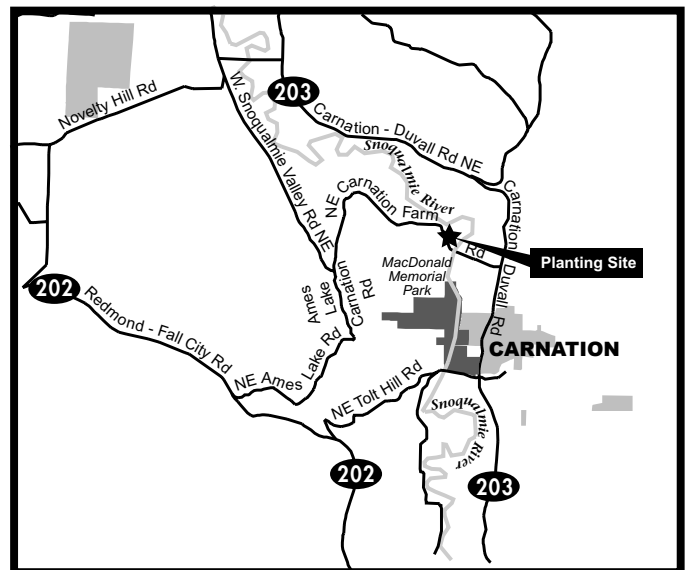 Novelty Hill Rd
W. Snoqualmie Valley Rd NE
203
Carnation - Duvall Rd NE
Snoqualmie River
NE Carnation Farm Rd
Carnation Duvall Rd
Planting Site
MacDonald
Memorial
Park
202
Redmond - Fall City Rd
Ames Lake
Carnation Rd
NE Ames Lake Rd
CARNATION
NE Tolt Hill Rd
Snoqualmie River
202
203